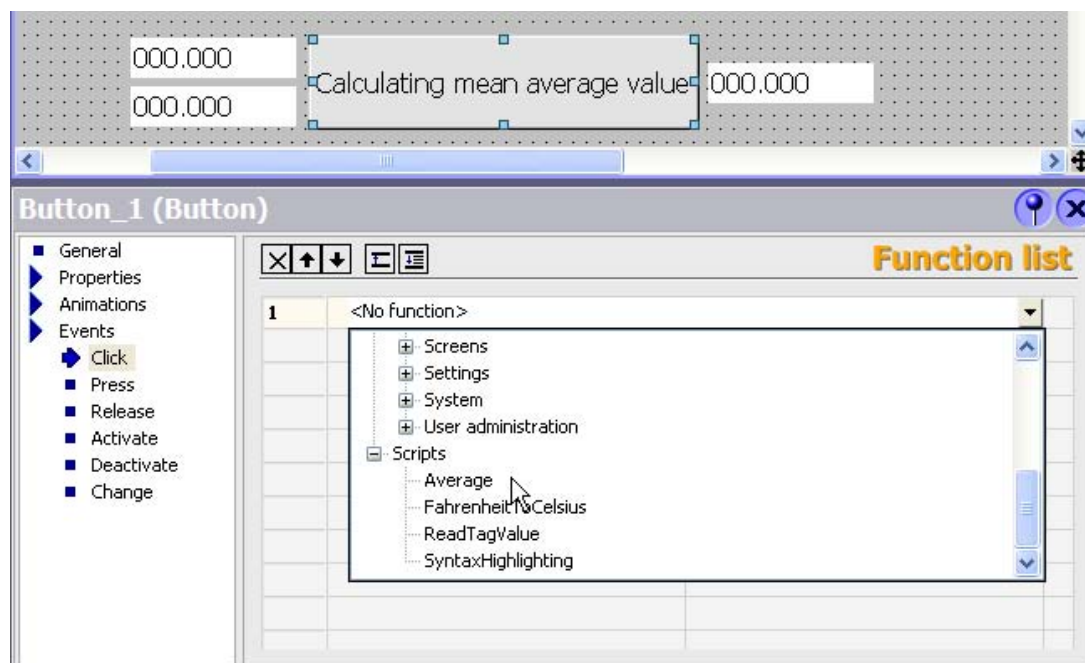 000.000
000.000
Calculating mean average value
000.000
Button_1 (Button)
General
Properties
Animations
Events
Click
Press
Release
Activate
Deactivate
Change
Function list
1 <No function>
Screens
Settings
System
User administration
Scripts
Average
FahrenheitToCelsius
ReadTagValue
SyntaxHighlighting